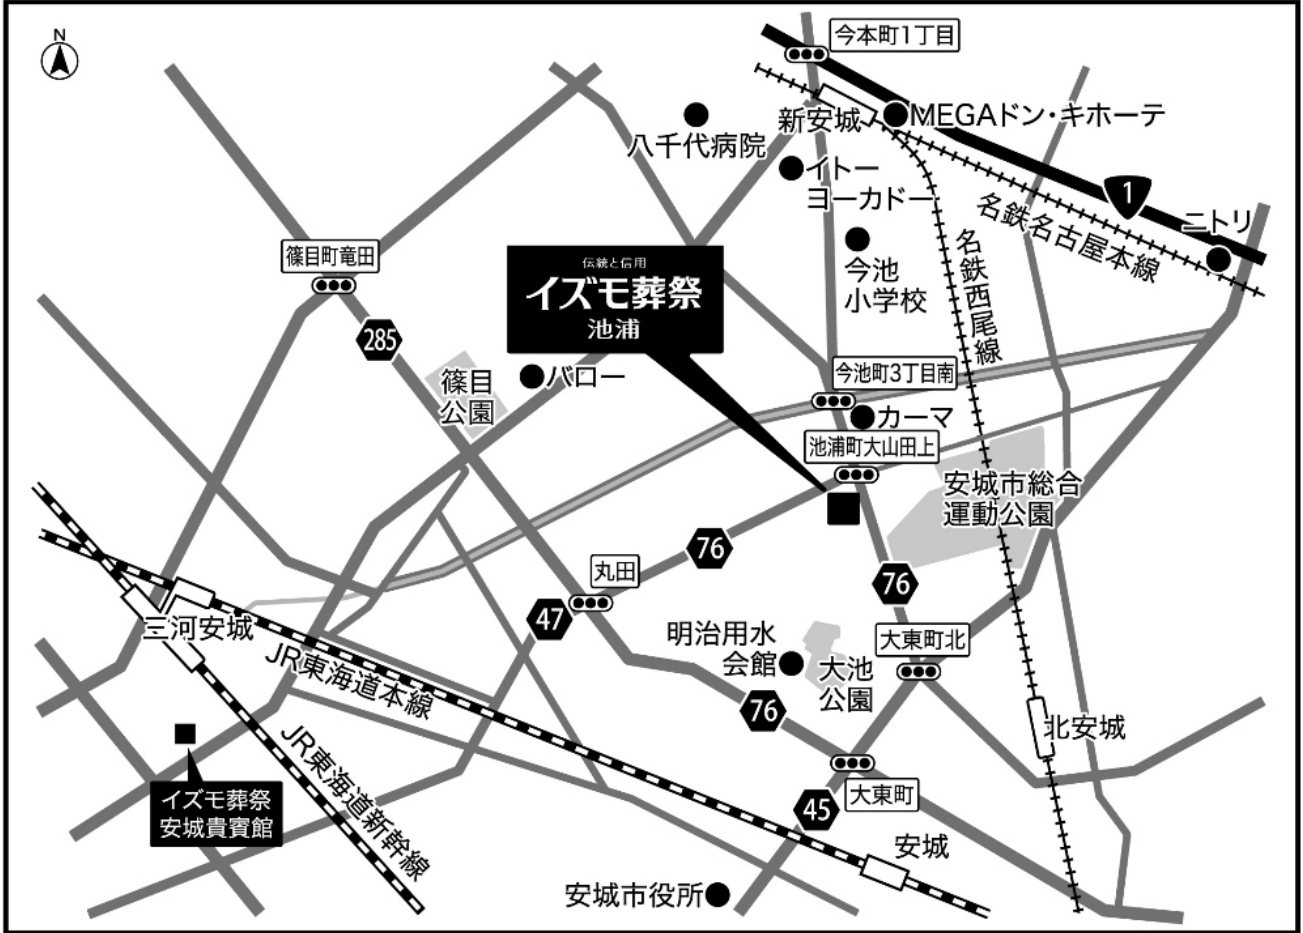 N
今本町1丁目
新安城
MEGAドン・キホーテ
八千代病院
イトー
ヨーカドー
1
名鉄名古屋本線
ニトリ
篠目町竜田
伝統と信用
イズモ葬祭
池浦
今池
小学校
名鉄西尾線
285
篠目
公園
バロー
今池町3丁目南
カーマ
池浦町大山田上
安城市総合
運動公園
76
丸田
76
47
三河安城
JR東海道本線
明治用水
会館
大池
公園
大東町北
76
北安城
JR東海道新幹線
イズモ葬祭
安城貴賓館
大東町
45
安城
安城市役所